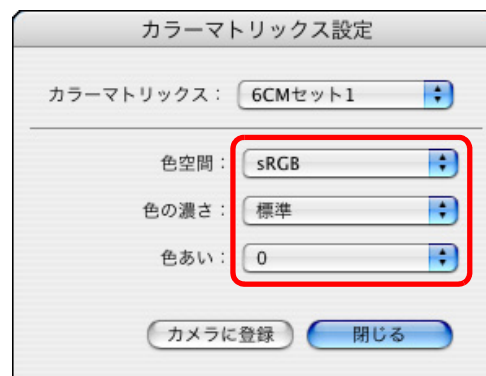 カラーマトリックス設定
カラーマトリックス： 6CMセット1
色空間： sRGB
色の濃さ： 標準
色あい： 0
カメラに登録 閉じる